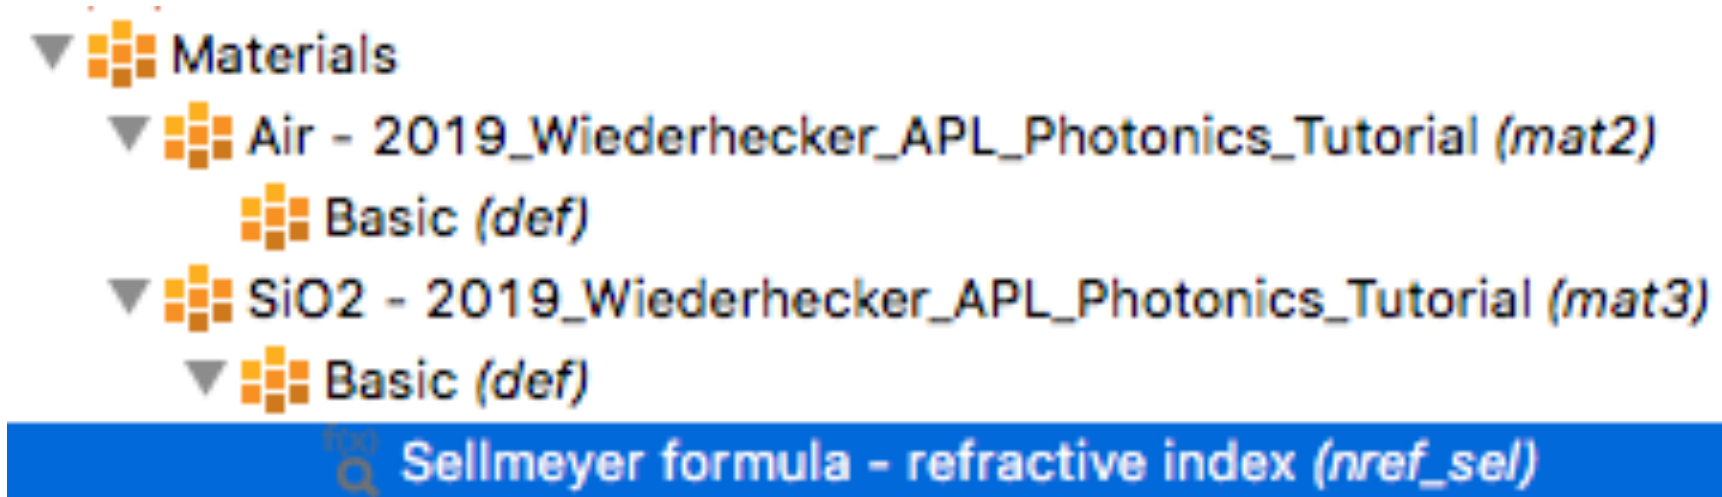 Materials
Air - 2019_Wiederhecker_APL_Photonics_Tutorial (mat2)
Basic (def)
SiO2 - 2019_Wiederhecker_APL_Photonics_Tutorial (mat3)
Basic (def)
f(x) Sellmeyer formula - refractive index (nref_sel)